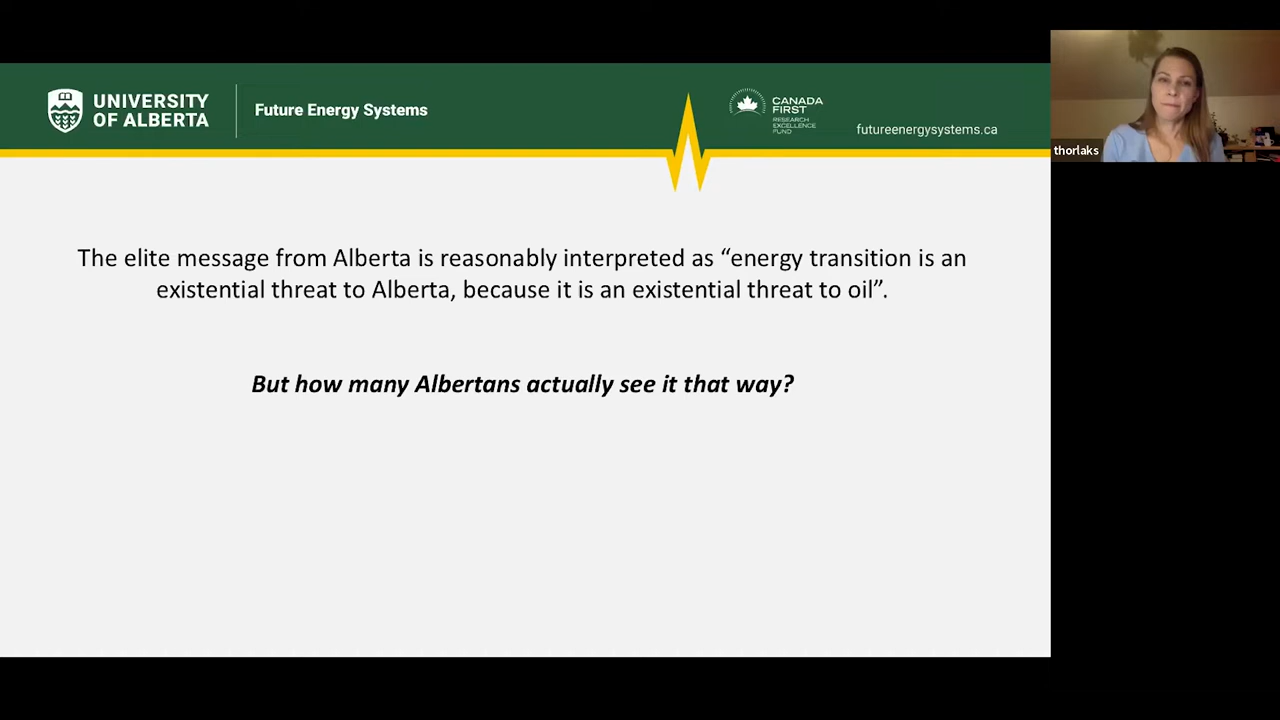 UNIVERSITY
OF ALBERTA
Future Energy Systems
CANADA
FIRST
RESEARCH
EXCELLENCE
FUND
futureenergysystems.ca
thorlaks
The elite message from Alberta is reasonably interpreted as “energy transition is an
existential threat to Alberta, because it is an existential threat to oil”.
But how many Albertans actually see it that way?